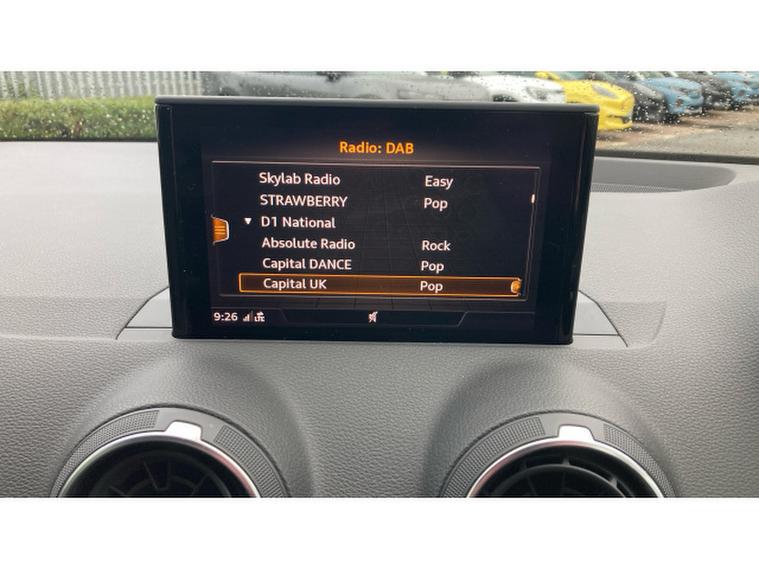 Radio: DAB
Skylab Radio Easy
STRAWBERRY Pop
D1 National
Absolute Radio Rock
Capital DANCE Pop
Capital UK Pop
9:26 LTE